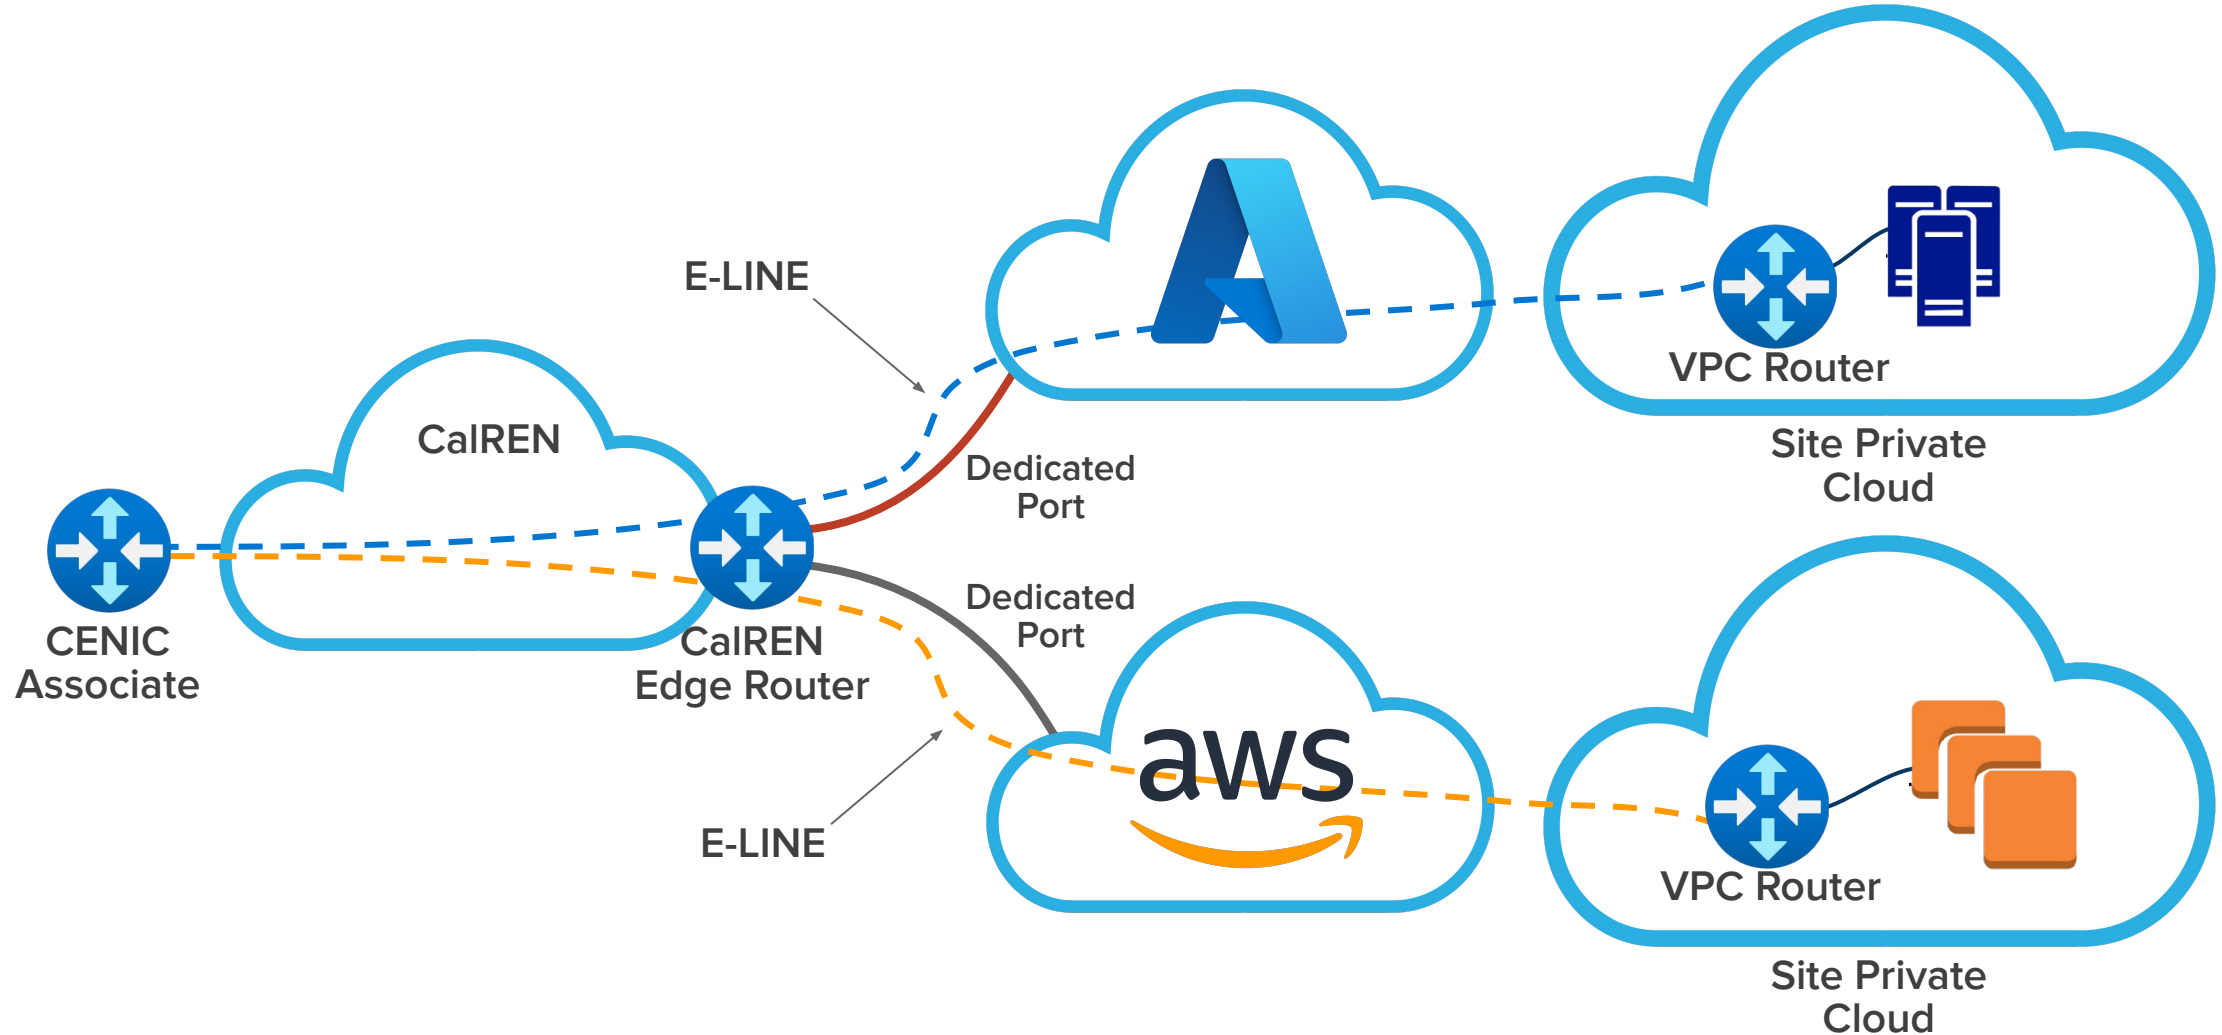 E-LINE
CalREN
Dedicated
Port
VPC Router
Site Private
Cloud
CENIC
Associate
CalREN
Edge Router
Dedicated
Port
E-LINE
aws
VPC Router
Site Private
Cloud